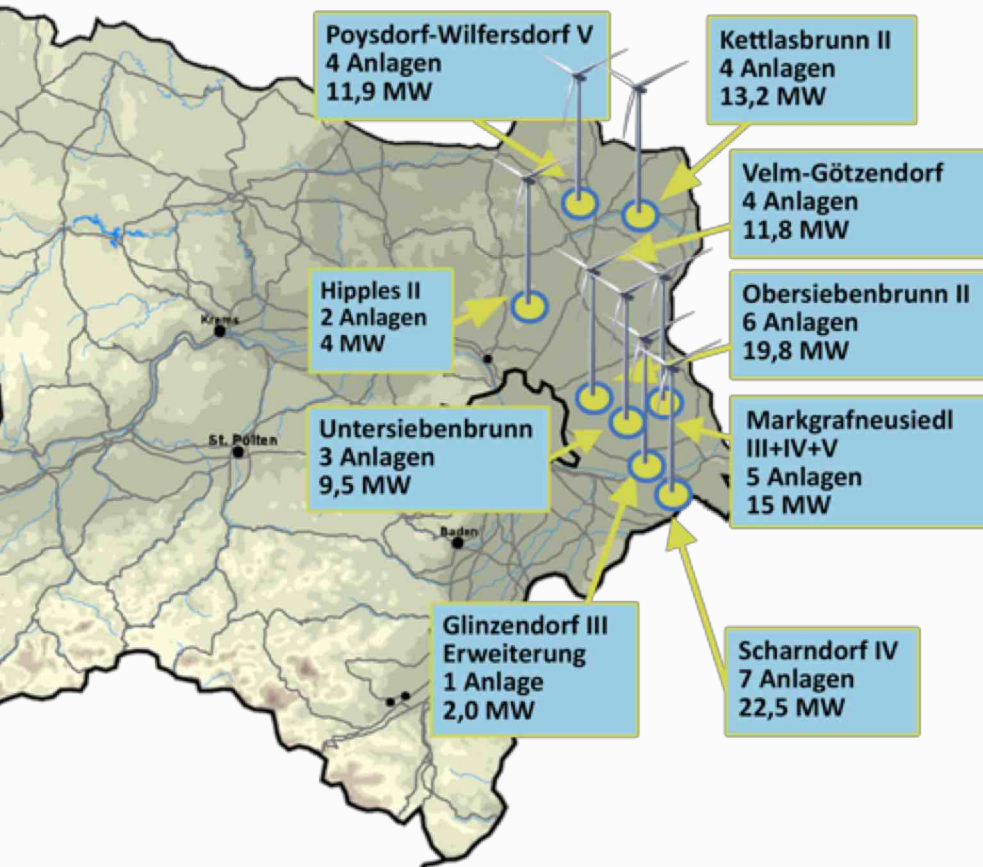 Poysdorf-Wilfersdorf V
4 Anlagen
11,9 MW
Kettlasbrunn II
4 Anlagen
13,2 MW
Velm-Götzendorf
4 Anlagen
11,8 MW
Hipples II
2 Anlagen
4 MW
Obersiebenbrunn II
6 Anlagen
19,8 MW
Krems
Untersiebenbrunn
3 Anlagen
9,5 MW
Markgrafneusiedl
III+IV+V
5 Anlagen
15 MW
St. Pölten
Baden
Glinzendorf III
Erweiterung
1 Anlage
2,0 MW
Scharndorf IV
7 Anlagen
22,5 MW